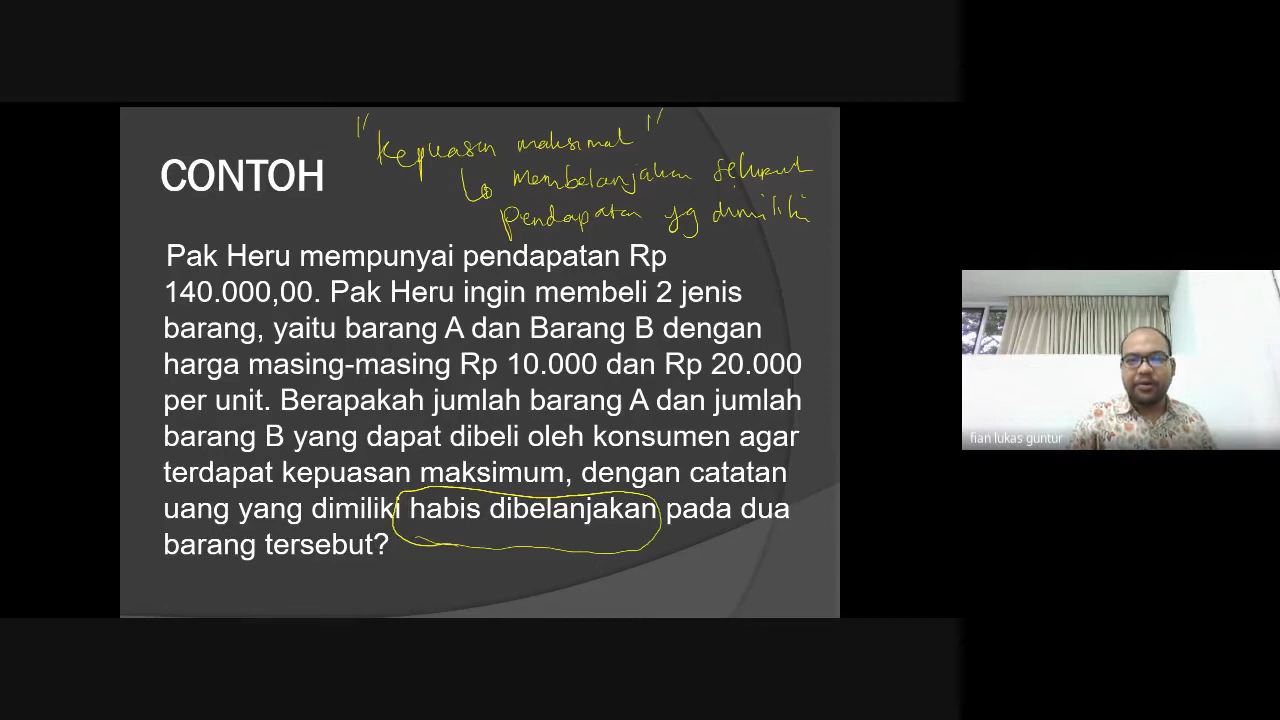 "Kepuasan maksimal"
CONTOH
↳ membelanjakan seluruh
pendapatan yg dimiliki
Pak Heru mempunyai pendapatan Rp
140.000,00. Pak Heru ingin membeli 2 jenis
barang, yaitu barang A dan Barang B dengan
harga masing-masing Rp 10.000 dan Rp 20.000
per unit. Berapakah jumlah barang A dan jumlah
barang B yang dapat dibeli oleh konsumen agar
terdapat kepuasan maksimum, dengan catatan
uang yang dimiliki habis dibelanjakan pada dua
barang tersebut?
fian lukas guntur